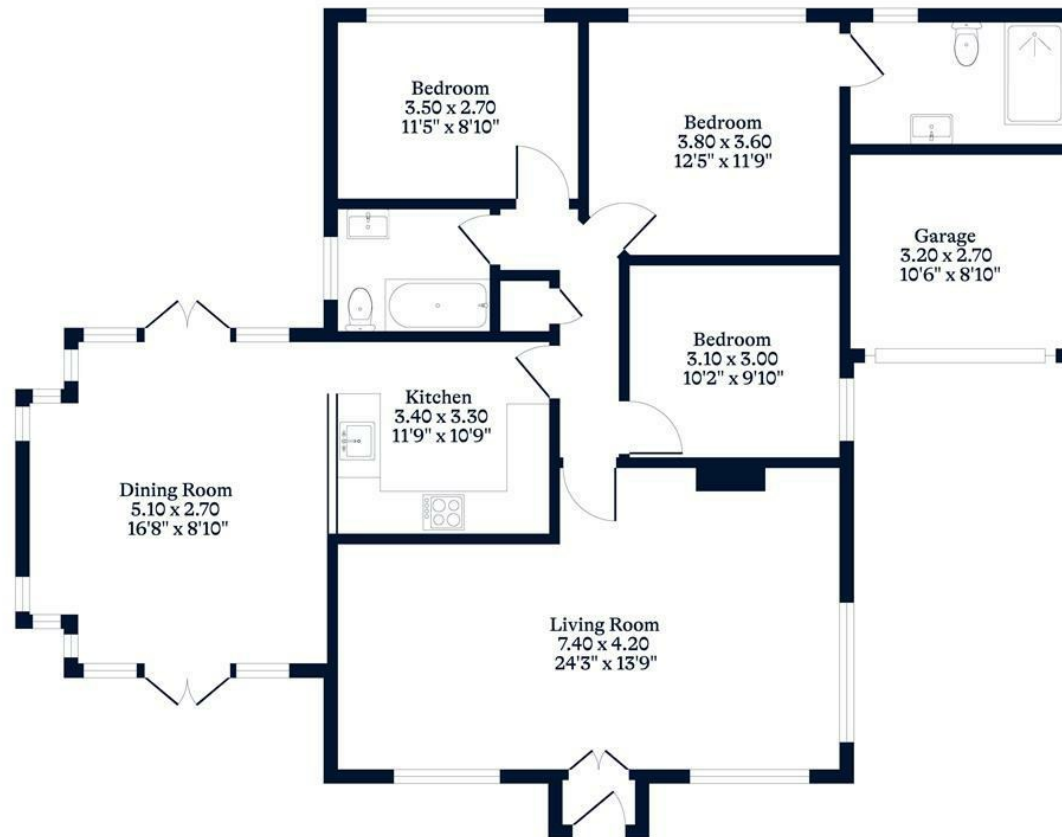 Bedroom
3.50 x 2.70
11'5" x 8'10"
Bedroom
3.80 x 3.60
12'5" x 11'9"
Garage
3.20 x 2.70
10'6" x 8'10"
Bedroom
3.10 x 3.00
10'2" x 9'10"
Kitchen
3.40 x 3.30
11'9" x 10'9"
Dining Room
5.10 x 2.70
16'8" x 8'10"
Living Room
7.40 x 4.20
24'3" x 13'9"